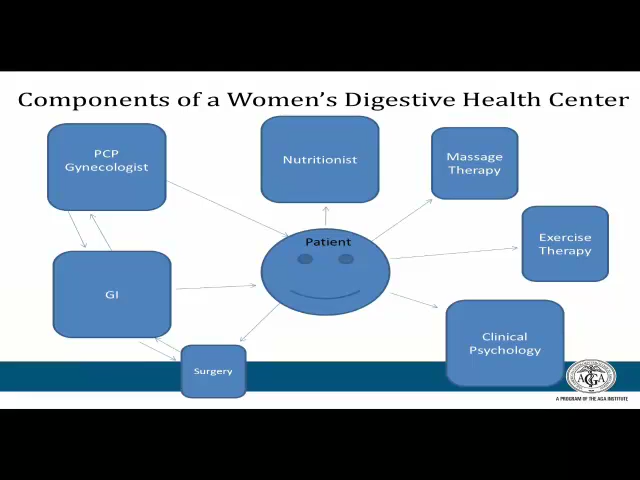 Components of a Women's Digestive Health Center
PCP
Gynecologist
Nutritionist
Massage
Therapy
Patient
Exercise
Therapy
GI
Clinical
Psychology
Surgery
AGA
A PROGRAM OF THE AGA INSTITUTE